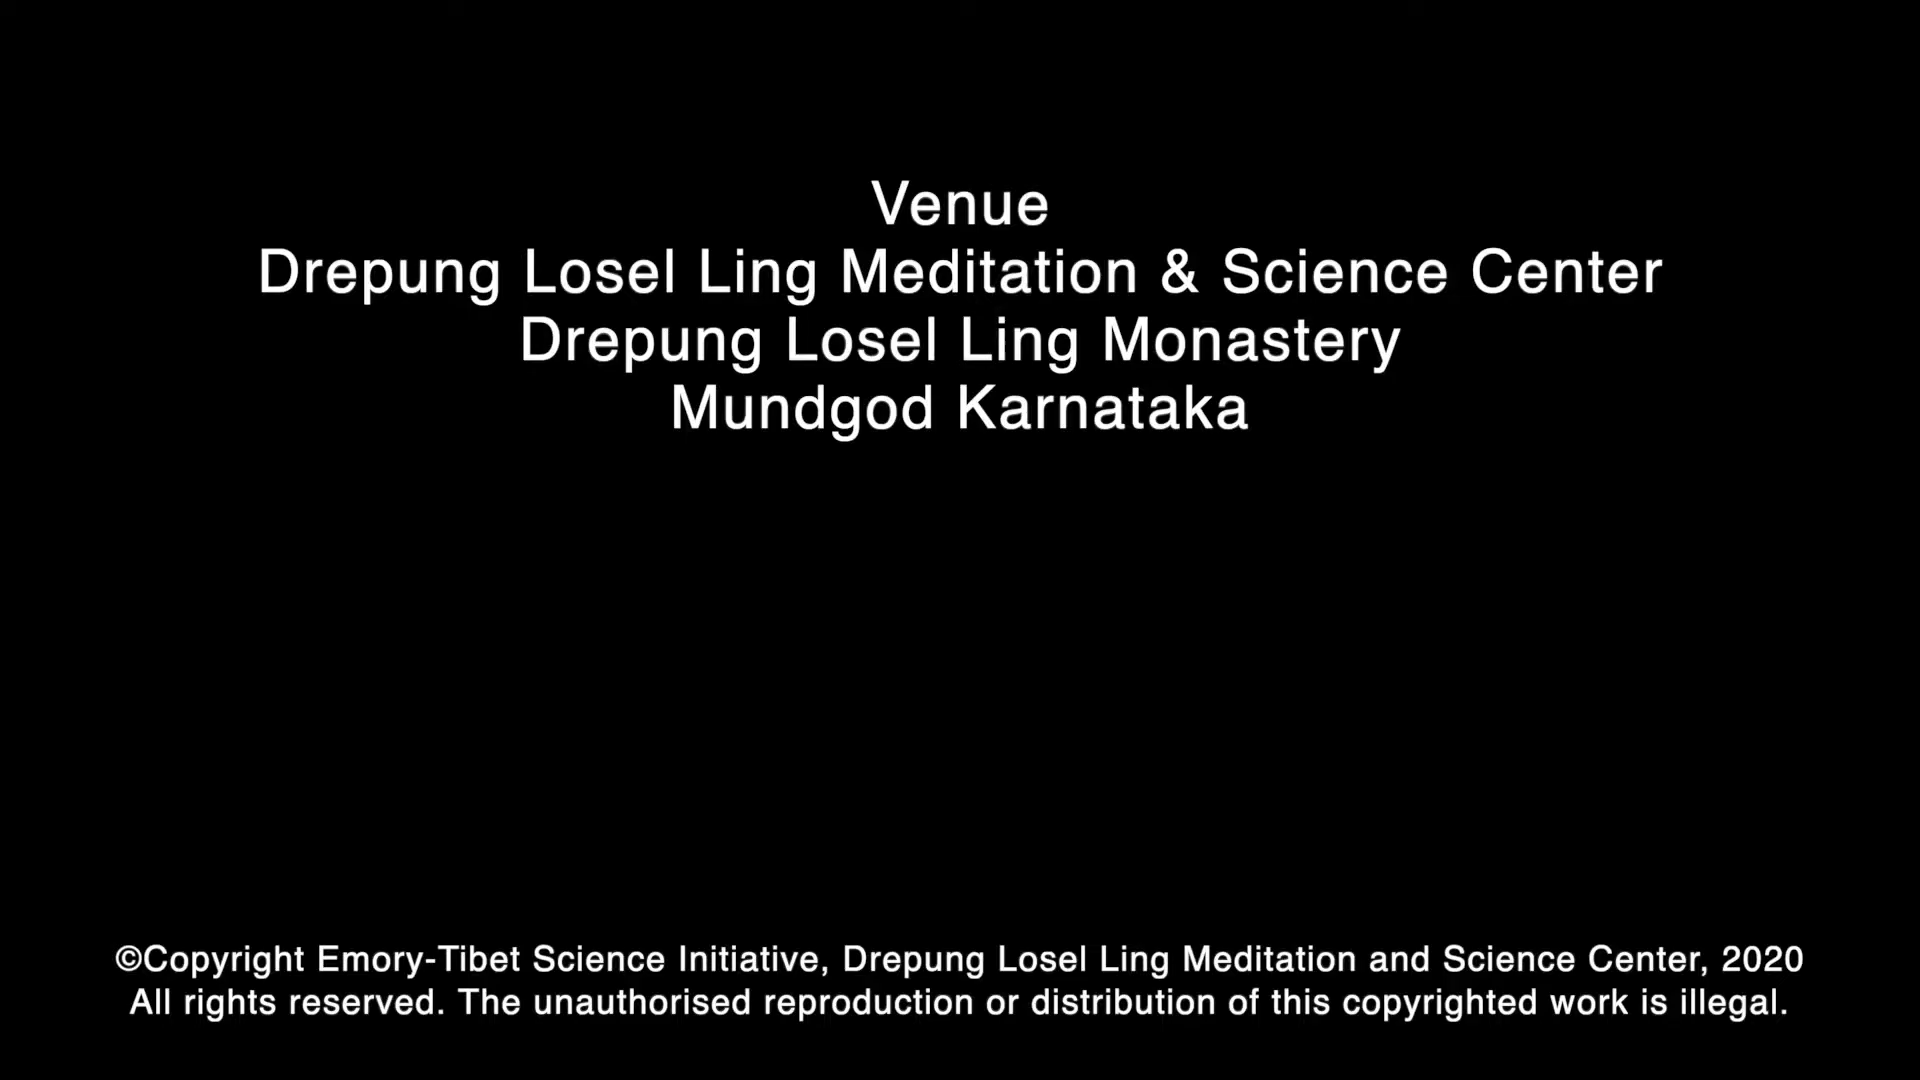 Venue
Drepung Losel Ling Meditation & Science Center
Drepung Losel Ling Monastery
Mundgod Karnataka
©Copyright Emory-Tibet Science Initiative, Drepung Losel Ling Meditation and Science Center, 2020
All rights reserved. The unauthorised reproduction or distribution of this copyrighted work is illegal.